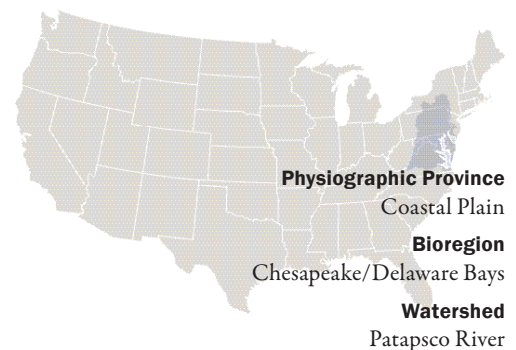 Physiographic Province
Coastal Plain
Bioregion
Chesapeake/Delaware Bays
Watershed
Patapsco River